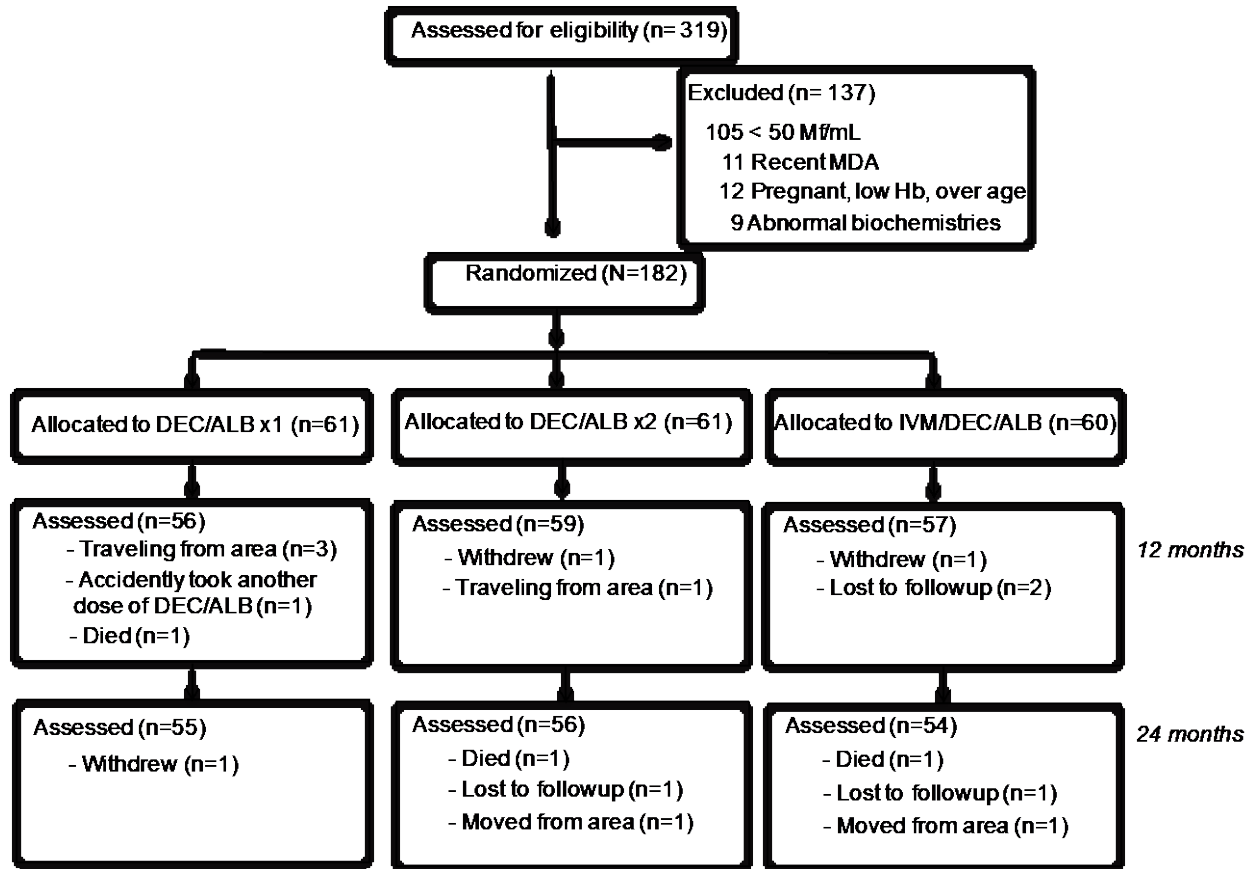 Assessed for eligibility (n= 319)
Excluded (n= 137)
105 < 50 Mf/mL
11 Recent MDA
12 Pregnant, low Hb, over age
9 Abnormal biochemistries
Randomized (N=182)
Allocated to DEC/ALB x1 (n=61)
Allocated to DEC/ALB x2 (n=61)
Allocated to IVM/DEC/ALB (n=60)
Assessed (n=56)
- Traveling from area (n=3)
- Accidently took another
dose of DEC/ALB (n=1)
- Died (n=1)
Assessed (n=59)
- Withdrew (n=1)
- Traveling from area (n=1)
Assessed (n=57)
- Withdrew (n=1)
- Lost to followup (n=2)
12 months
Assessed (n=55)
- Withdrew (n=1)
Assessed (n=56)
- Died (n=1)
- Lost to followup (n=1)
- Moved from area (n=1)
Assessed (n=54)
- Died (n=1)
- Lost to followup (n=1)
- Moved from area (n=1)
24 months